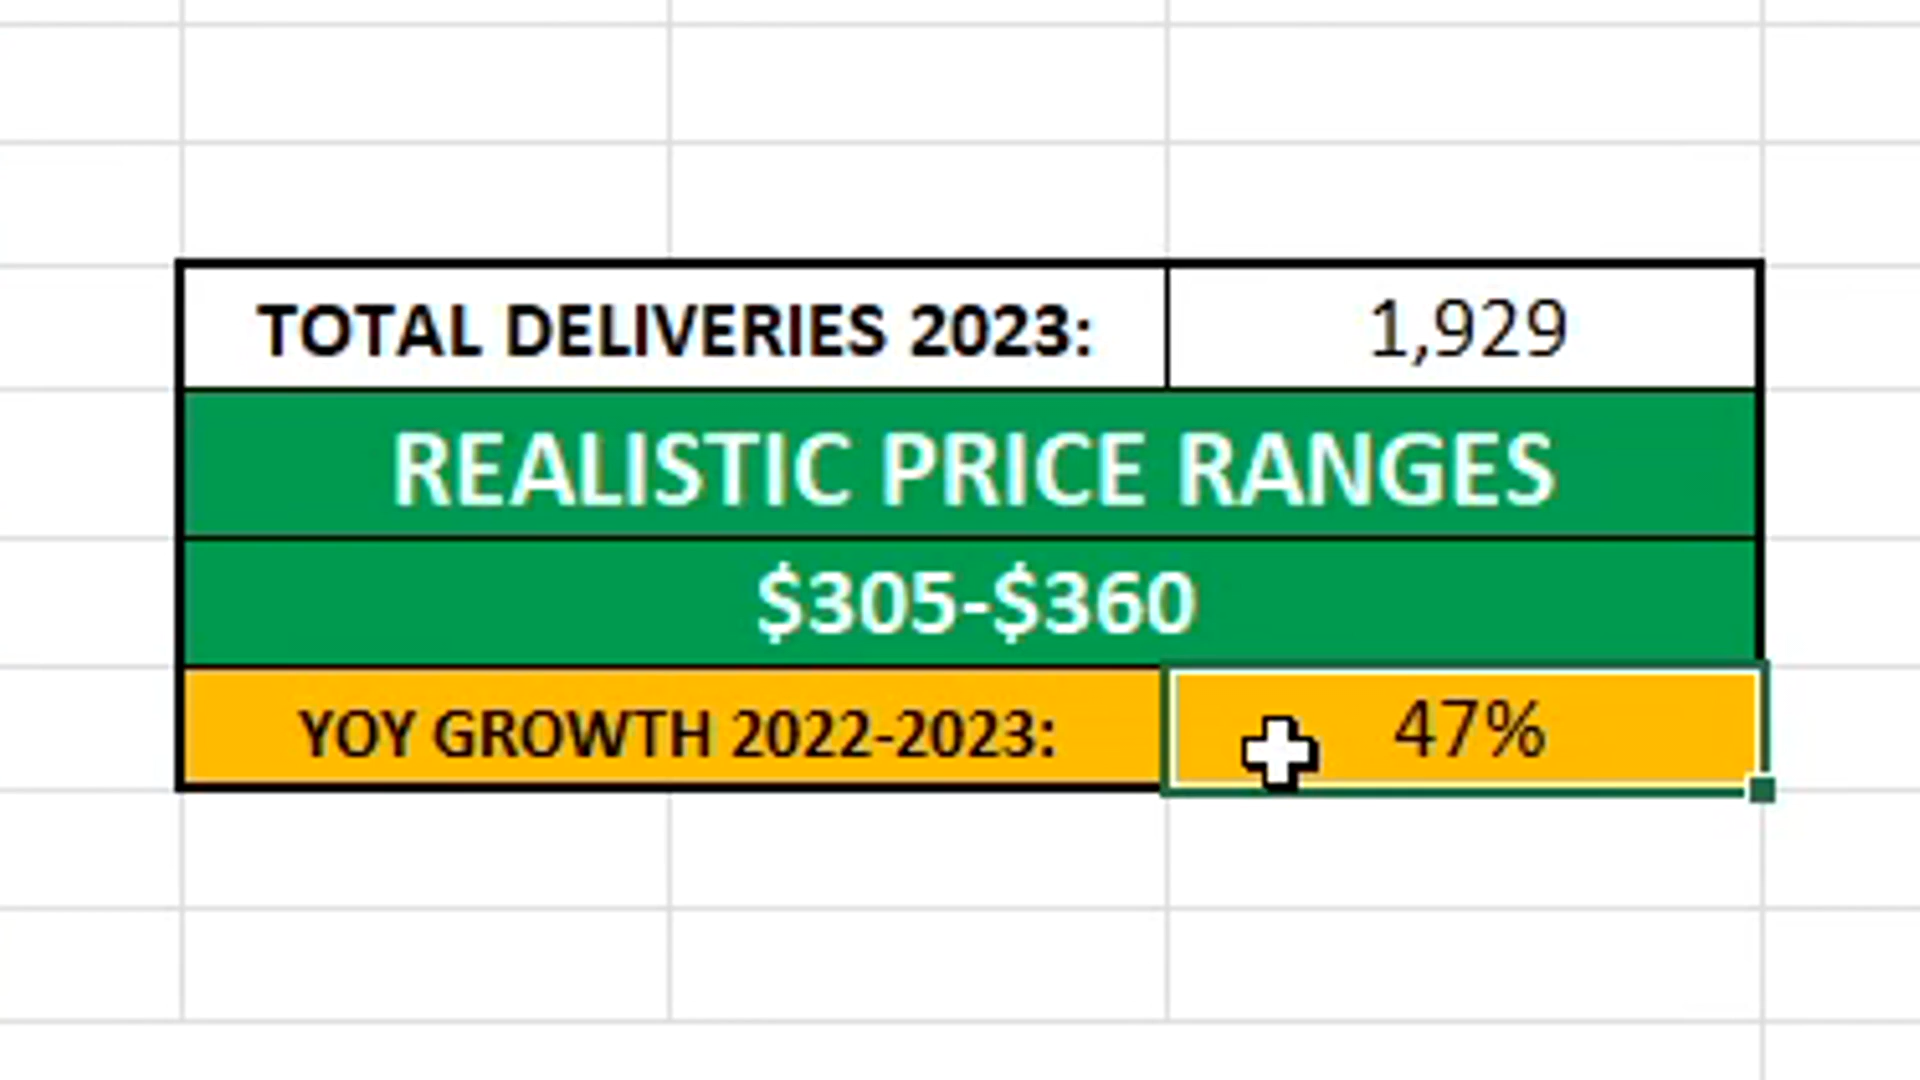 TOTAL DELIVERIES 2023: 1,929
REALISTIC PRICE RANGES
$305-$360
YOY GROWTH 2022-2023: 47%